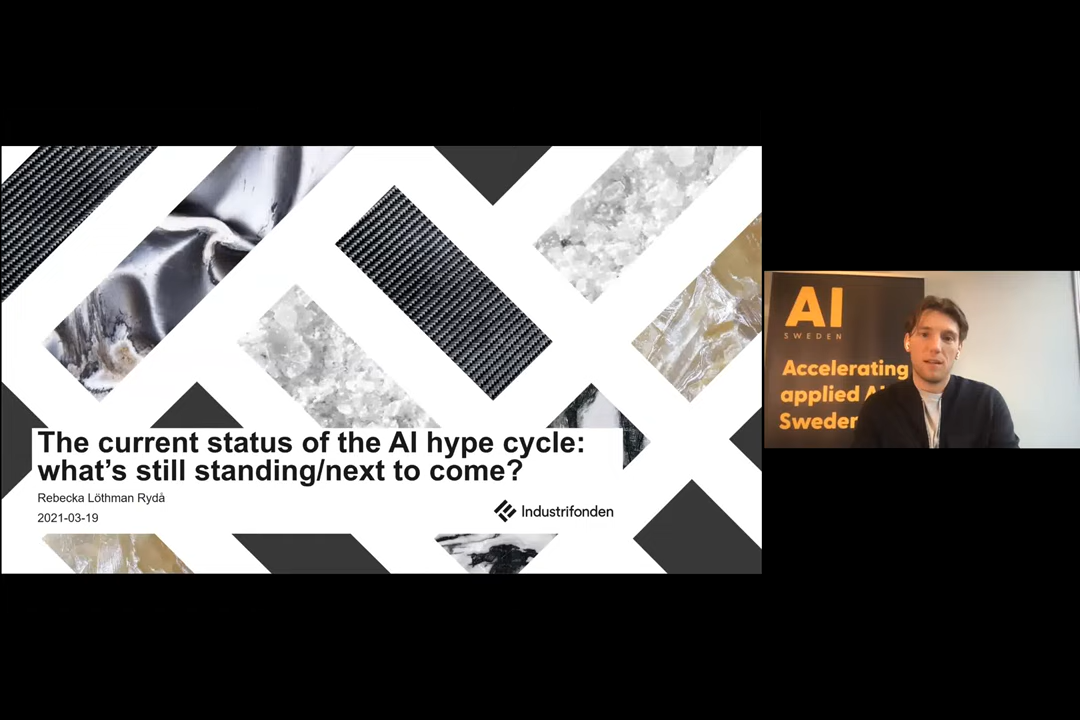 The current status of the AI hype cycle:
what's still standing/next to come?
Rebecka Löthman Rydå
2021-03-19
Industrifonden
AI
SWEDEN
Accelerating
applied AI
Sweden